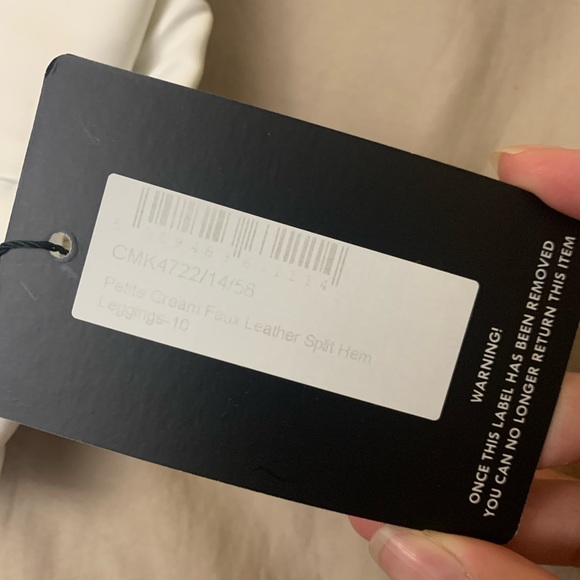 CMK4722/14/58
Petite Cream Faux Leather Split Hem
Leggings-10
WARNING!
ONCE THIS LABEL HAS BEEN REMOVED
YOU CAN NO LONGER RETURN THIS ITEM